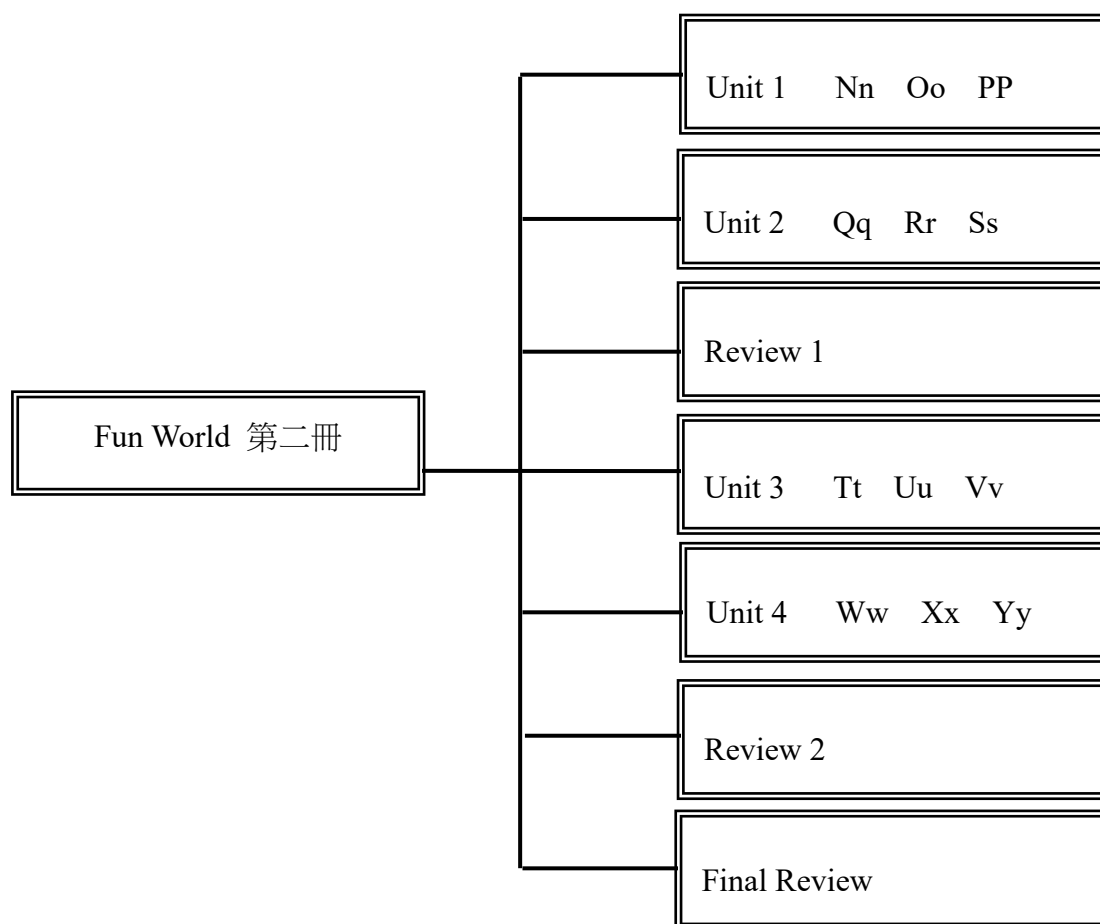 Unit 1 Nn Oo PP
Unit 2 Qq Rr Ss
Review 1
Fun World 第二冊
Unit 3 Tt Uu Vv
Unit 4 Ww Xx Yy
Review 2
Final Review